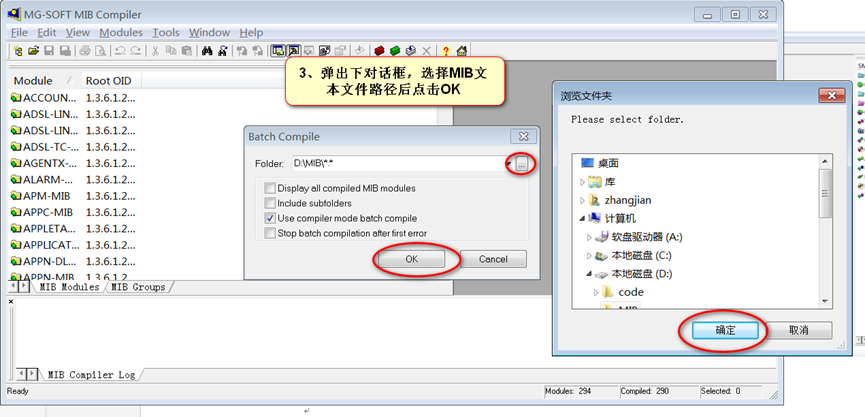 MG-SOFT MIB Compiler
File Edit View Modules Tools Window Help
3、弹出下对话框，选择MIB文
本文件路径后点击OK
Module / Root OID
ACCOUN... 1.3.6.1.2...
ADSL-LIN... 1.3.6.1.2...
ADSL-LIN... 1.3.6.1.2...
ADSL-TC-... 1.3.6.1.2...
AGENTX-... 1.3.6.1.2...
ALARM-... 1.3.6.1.2...
APM-MIB 1.3.6.1.2...
APPC-MIB 1.3.6.1.2...
APPLETA... 1.3.6.1.2...
APPLICAT... 1.3.6.1.2...
APPN-DL... 1.3.6.1.2...
APPN-MIB 1.3.6.1.2...
MIB Modules / MIB Groups
Batch Compile
Folder: D:\MIB\*.*
...
Display all compiled MIB modules
Include subfolders
Use compiler mode batch compile
Stop batch compilation after first error
OK Cancel
浏览文件夹
Please select folder.
桌面
库
zhangjian
计算机
软盘驱动器 (A:)
本地磁盘 (C:)
本地磁盘 (D:)
code
MIB
确定 取消
MIB Compiler Log
Ready
Modules: 294 Compiled: 290 Selected: 0